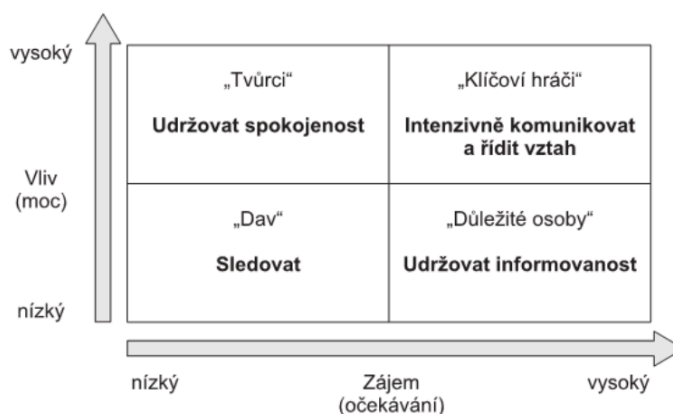 vysoký
„Tvůrci“
Udržovat spokojenost
„Klíčoví hráči“
Intenzivně komunikovat
a řídit vztah
Vliv
(moc)
„Dav“
Sledovat
„Důležité osoby“
Udržovat informovanost
nízký
nízký
Zájem
(očekávání)
vysoký